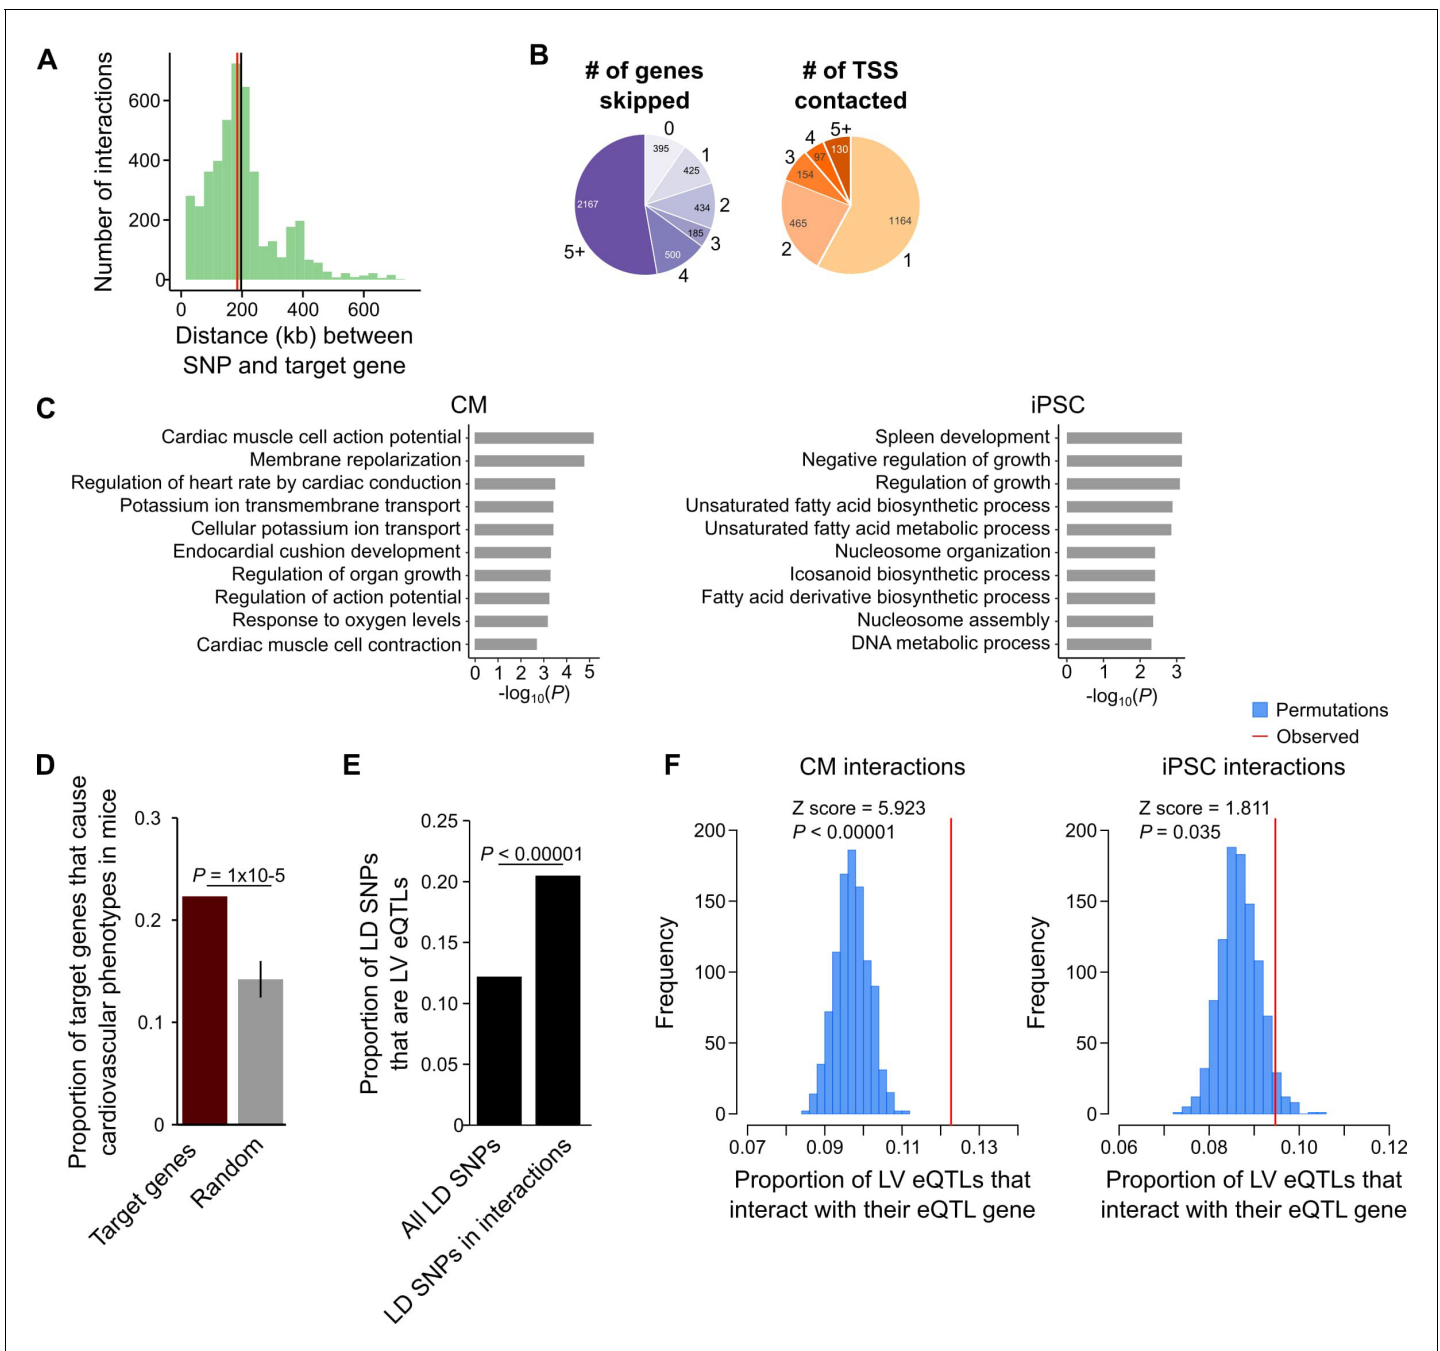 A
Number of interactions
600
400
200
0
0 200 400 600
Distance (kb) between
SNP and target gene
B
# of genes
skipped
0
395
1
425
2
434
3
185
4
500
5+
2167
# of TSS
contacted
5+
130
4
97
3
154
2
465
1
1164
C
CM
Cardiac muscle cell action potential
Membrane repolarization
Regulation of heart rate by cardiac conduction
Potassium ion transmembrane transport
Cellular potassium ion transport
Endocardial cushion development
Regulation of organ growth
Regulation of action potential
Response to oxygen levels
Cardiac muscle cell contraction
0 1 2 3 4 5
-log10(P)
iPSC
Spleen development
Negative regulation of growth
Regulation of growth
Unsaturated fatty acid biosynthetic process
Unsaturated fatty acid metabolic process
Nucleosome organization
Icosanoid biosynthetic process
Fatty acid derivative biosynthetic process
Nucleosome assembly
DNA metabolic process
0 1 2 3
-log10(P)
Permutations
Observed
D
Proportion of target genes that cause
cardiovascular phenotypes in mice
0.3
0.2
0.1
0
P = 1x10-5
Target genes
Random
E
Proportion of LD SNPs
that are LV eQTLs
0.25
0.20
0.15
0.10
0.05
0
P < 0.00001
All LD SNPs
LD SNPs in interactions
F
CM interactions
Z score = 5.923
P < 0.00001
Frequency
200
150
100
50
0
0.07 0.09 0.11 0.13
Proportion of LV eQTLs that
interact with their eQTL gene
iPSC interactions
Z score = 1.811
P = 0.035
Frequency
200
150
100
50
0
0.06 0.08 0.10 0.12
Proportion of LV eQTLs that
interact with their eQTL gene